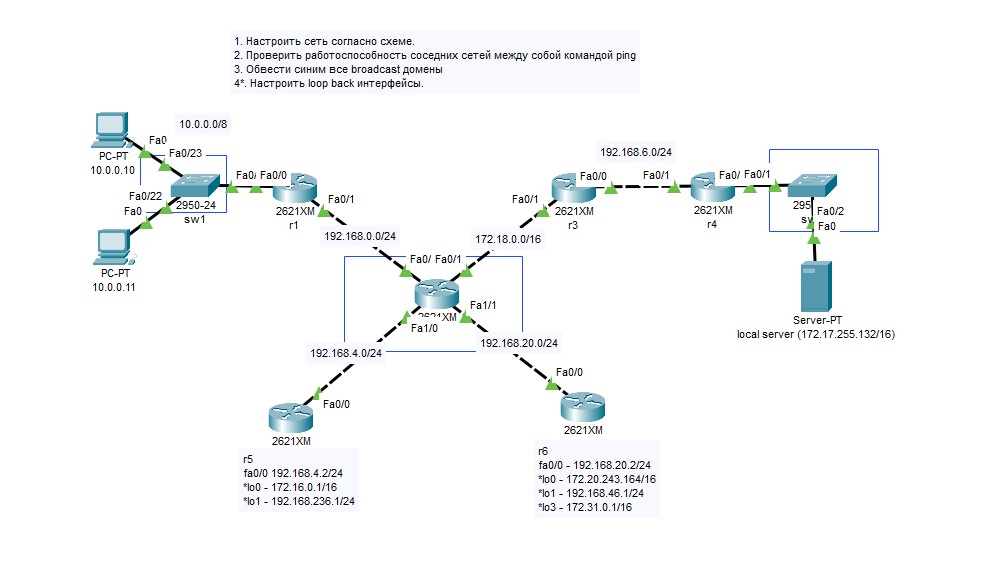 1. Настроить сеть согласно схеме.
2. Проверить работоспособность соседних сетей между собой командой ping
3. Обвести синим все broadcast домены
4*. Настроить loop back интерфейсы.
10.0.0.0/8
Fa0
Fa0/23
PC-PT
10.0.0.10
Fa0/22
Fa0
2950-24
sw1
Fa0/
Fa0/0
2621XM
r1
Fa0/1
PC-PT
10.0.0.11
192.168.0.0/24
192.168.6.0/24
Fa0/0
Fa0/1
Fa0/1
2621XM
r3
Fa0/
Fa0/1
2621XM
r4
295
Fa0/2
Fa0
Server-PT
local server (172.17.255.132/16)
172.18.0.0/16
Fa0/
Fa0/1
2621XM
Fa1/1
Fa1/0
192.168.4.0/24
192.168.20.0/24
Fa0/0
2621XM
r5
fa0/0 192.168.4.2/24
*lo0 - 172.16.0.1/16
*lo1 - 192.168.236.1/24
Fa0/0
2621XM
r6
fa0/0 - 192.168.20.2/24
*lo0 - 172.20.243.164/16
*lo1 - 192.168.46.1/24
*lo3 - 172.31.0.1/16